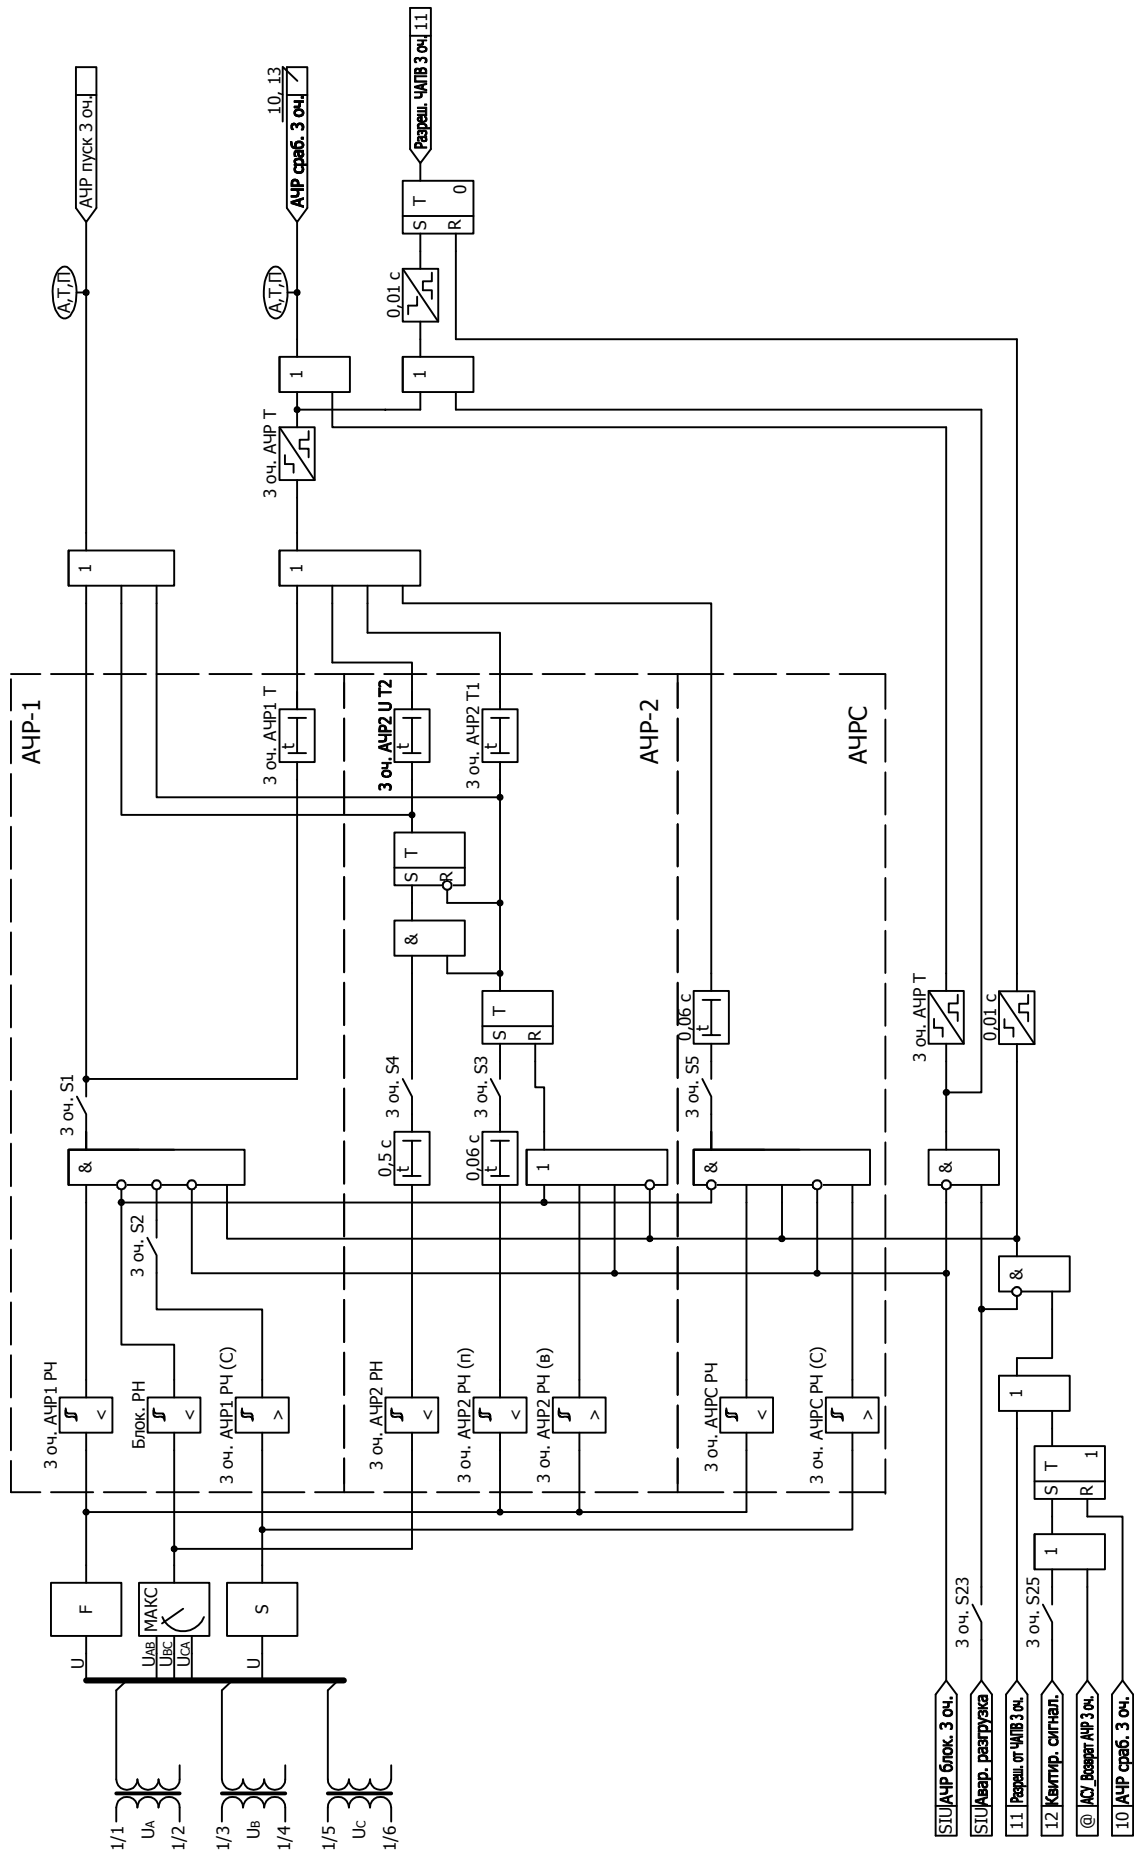 АЧР пуск 3 оч.
А,Т,П
10, 13
АЧР сраб. 3 оч.
А,Т,П
11
Разреш. ЧАПВ 3 оч.
S T
R 0
0,01 с
1
1
3 оч. АЧР Т
1
1
АЧР-1
3 оч. АЧР1 Т
t
3 оч. АЧР2 U Т2
t
3 оч. АЧР2 Т1
t
АЧР-2
АЧРС
S T
R
&
S T
R
0,06 с
t
3 оч. АЧР Т
0,01 с
3 оч. S1
3 оч. S4
3 оч. S3
3 оч. S5
&
0,5 с
t
0,06 с
t
1
&
&
3 оч. S2
&
3 оч. АЧР1 РЧ
<
Блок. РН
<
3 оч. АЧР1 РЧ (С)
>
3 оч. АЧР2 РН
<
3 оч. АЧР2 РЧ (п)
<
3 оч. АЧР2 РЧ (в)
>
3 оч. АЧРС РЧ
<
3 оч. АЧРС РЧ (С)
>
1
S T
R 1
1
F
МАКС
S
U
UAB
UBC
UCA
U
3 оч. S23
3 оч. S25
1/1
UA
1/2
1/3
UB
1/4
1/5
UC
1/6
SIU АЧР блок. 3 оч.
SIU Авар. разгрузка
11 Разреш. от ЧАПВ 3 оч.
12 Квитир. сигнал.
@ АСУ_Возврат АЧР 3 оч.
10 АЧР сраб. 3 оч.